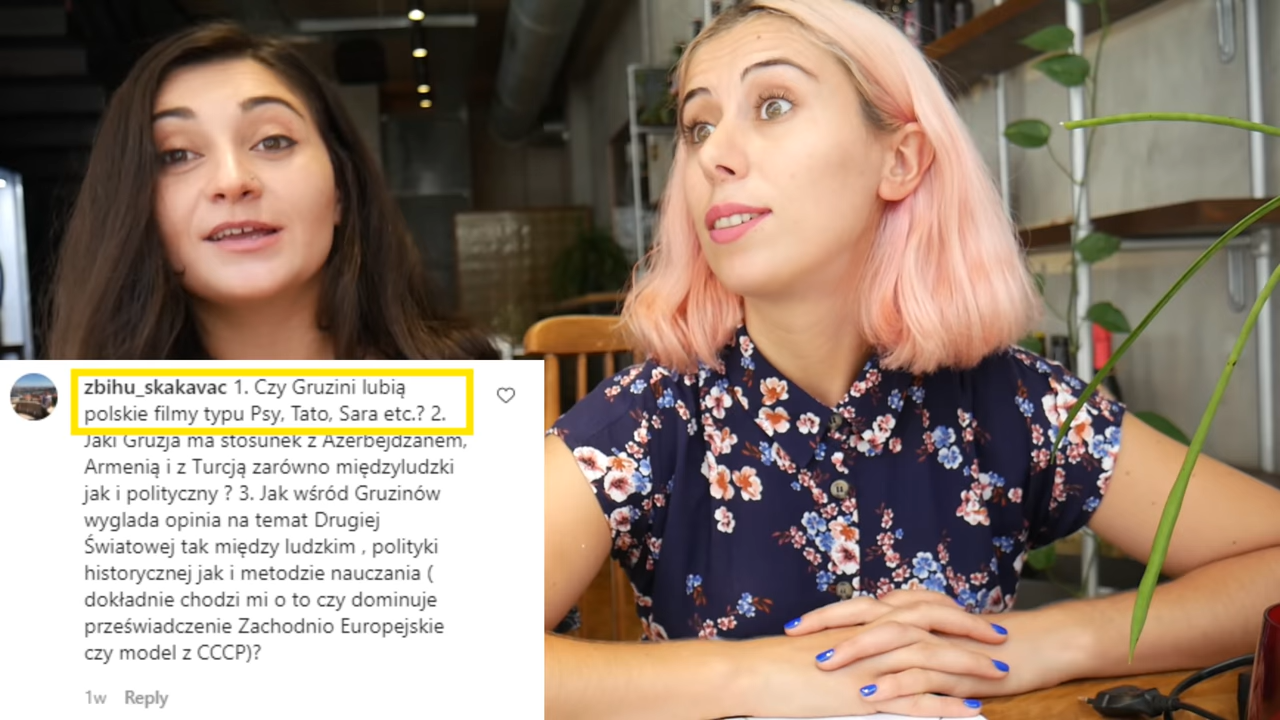 zbihu_skakavac 1. Czy Gruzini lubią
polskie filmy typu Psy, Tato, Sara etc.? 2.
Jaki Gruzja ma stosunek z Azerbejdżanem,
Armenią i z Turcją zarówno międzyludzki
jak i polityczny ? 3. Jak wśród Gruzinów
wyglada opinia na temat Drugiej
Światowej tak między ludzkim , polityki
historycznej jak i metodzie nauczania (
dokładnie chodzi mi o to czy dominuje
przeświadczenie Zachodnio Europejskie
czy model z CCCP)?
1w Reply